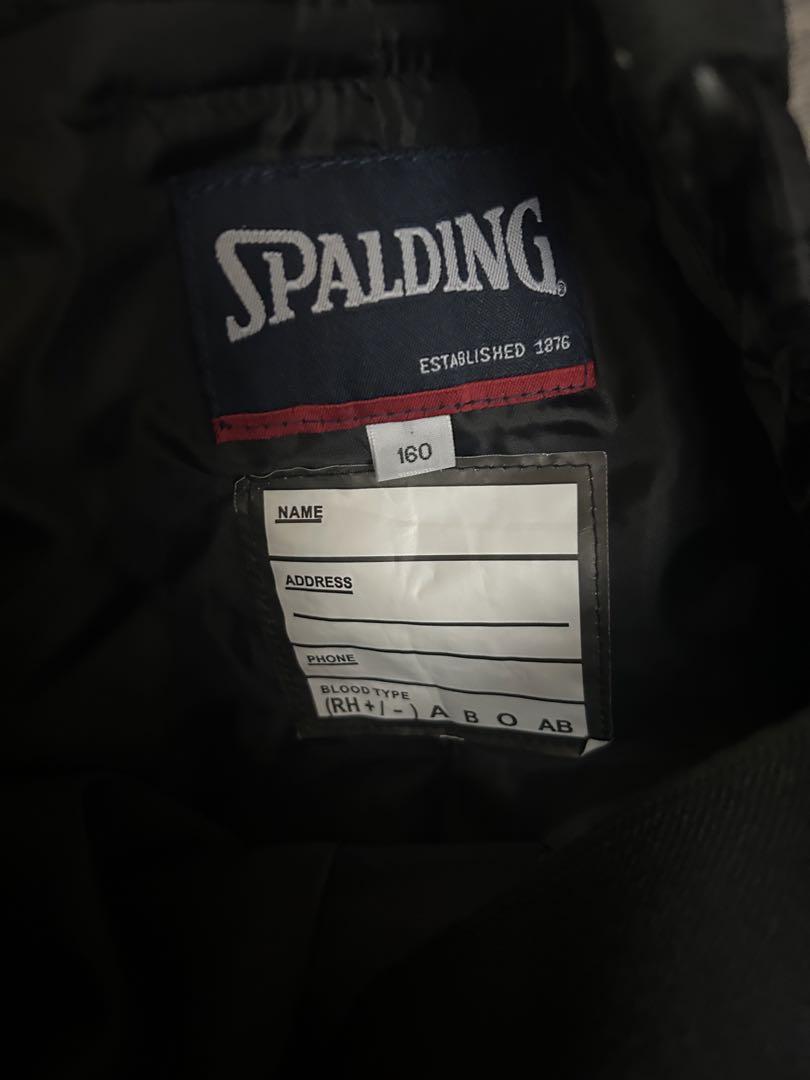 SPALDING®
ESTABLISHED 1876
160
NAME
ADDRESS
PHONE
BLOOD TYPE
(RH + / - ) A B O AB